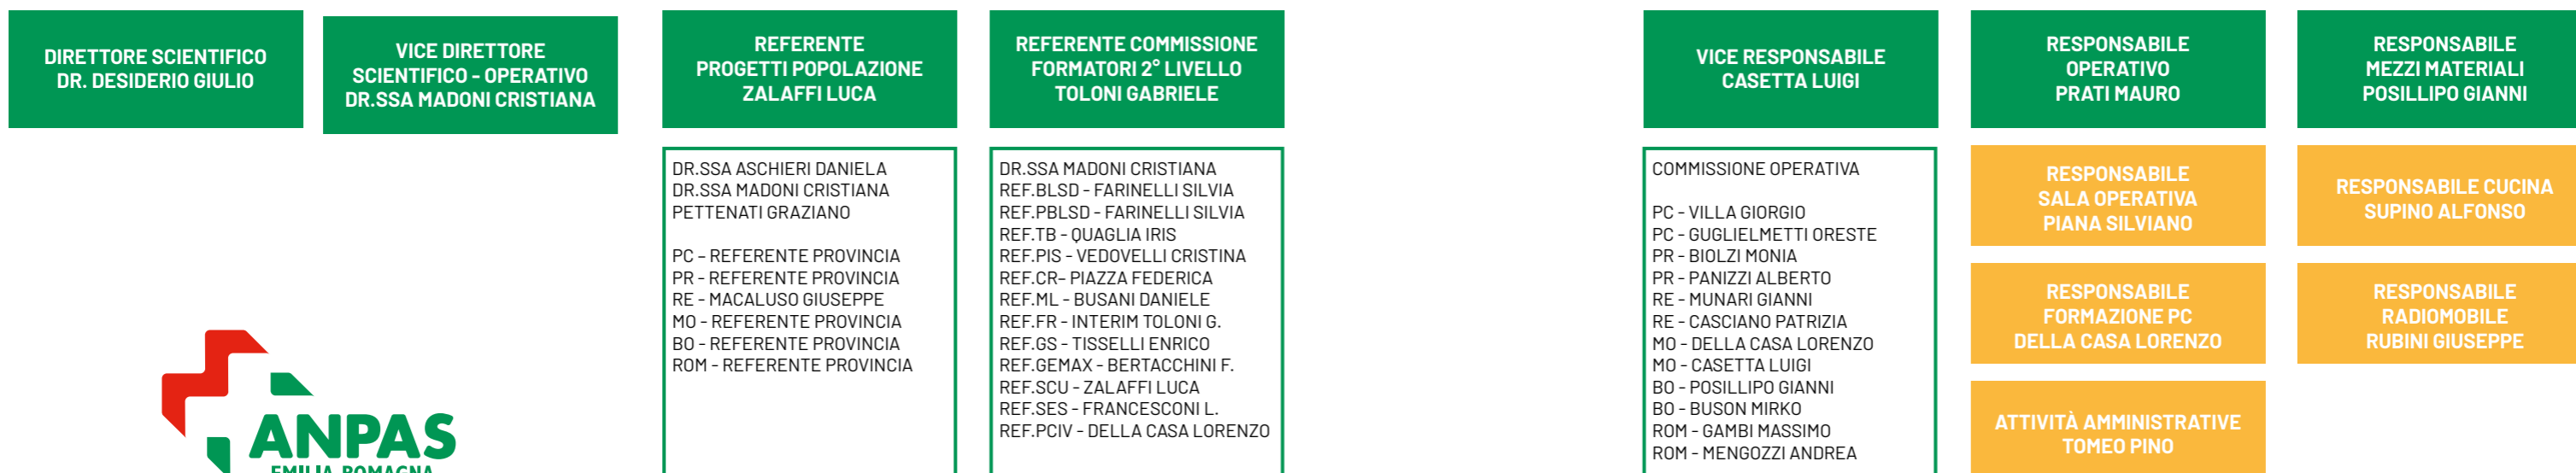 DIRETTORE SCIENTIFICO
DR. DESIDERIO GIULIO
VICE DIRETTORE
SCIENTIFICO - OPERATIVO
DR.SSA MADONI CRISTIANA
REFERENTE
PROGETTI POPOLAZIONE
ZALAFFI LUCA
DR.SSA ASCHIERI DANIELA
DR.SSA MADONI CRISTIANA
PETTENATI GRAZIANO
PC - REFERENTE PROVINCIA
PR - REFERENTE PROVINCIA
RE - MACALUSO GIUSEPPE
MO - REFERENTE PROVINCIA
BO - REFERENTE PROVINCIA
ROM - REFERENTE PROVINCIA
REFERENTE COMMISSIONE
FORMATORI 2° LIVELLO
TOLONI GABRIELE
DR.SSA MADONI CRISTIANA
REF.BLSD - FARINELLI SILVIA
REF.PBLSD - FARINELLI SILVIA
REF.TB - QUAGLIA IRIS
REF.PIS - VEDOVELLI CRISTINA
REF.CR- PIAZZA FEDERICA
REF.ML - BUSANI DANIELE
REF.FR - INTERIM TOLONI G.
REF.GS - TISSELLI ENRICO
REF.GEMAX - BERTACCHINI F.
REF.SCU - ZALAFFI LUCA
REF.SES - FRANCESCONI L.
REF.PCIV - DELLA CASA LORENZO
VICE RESPONSABILE
CASETTA LUIGI
COMMISSIONE OPERATIVA
PC - VILLA GIORGIO
PC - GUGLIELMETTI ORESTE
PR - BIOLZI MONIA
PR - PANIZZI ALBERTO
RE - MUNARI GIANNI
RE - CASCIANO PATRIZIA
MO - DELLA CASA LORENZO
MO - CASETTA LUIGI
BO - POSILLIPO GIANNI
BO - BUSON MIRKO
ROM - GAMBI MASSIMO
ROM - MENGOZZI ANDREA
RESPONSABILE
OPERATIVO
PRATI MAURO
RESPONSABILE
SALA OPERATIVA
PIANA SILVIANO
RESPONSABILE
FORMAZIONE PC
DELLA CASA LORENZO
ATTIVITÀ AMMINISTRATIVE
TOMEO PINO
RESPONSABILE
MEZZI MATERIALI
POSILLIPO GIANNI
RESPONSABILE CUCINA
SUPINO ALFONSO
RESPONSABILE
RADIOMOBILE
RUBINI GIUSEPPE
ANPAS
EMILIA ROMAGNA